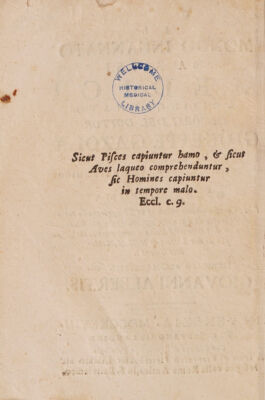 WELLCOME
HISTORICAL
MEDICAL
LIBRARY
Sicut Piſces capiuntur hamo, & ſicut
Aves laqueo comprehenduntur,
ſic Homines capiuntur
in tempore malo.
Eccl. c. 9.